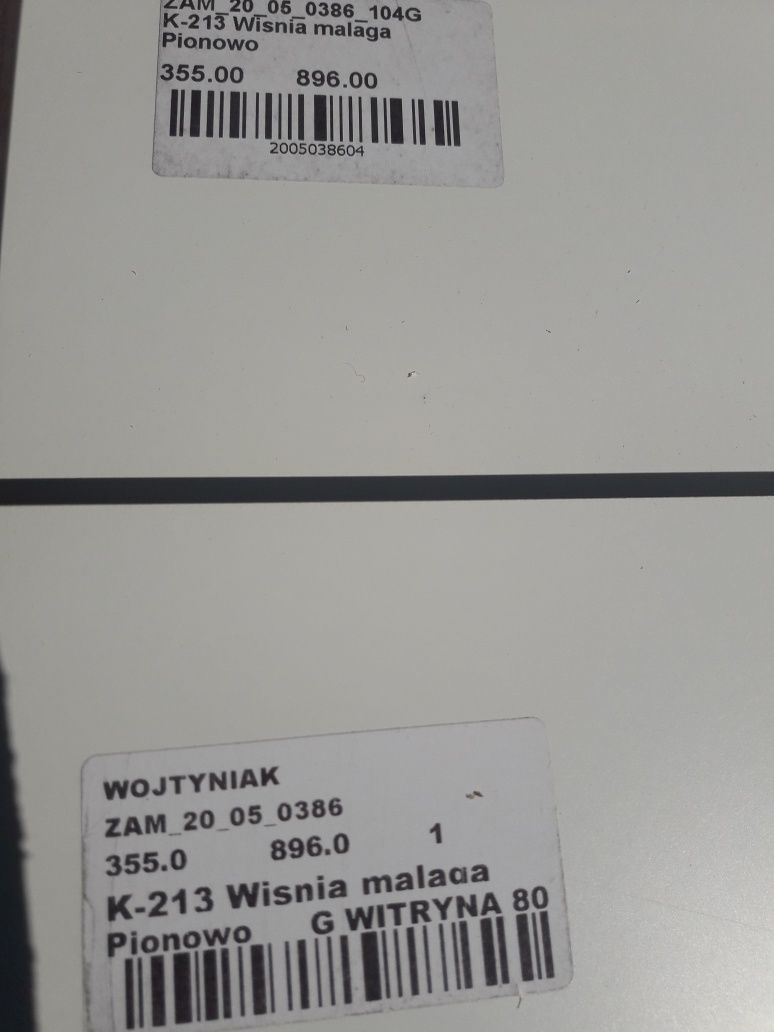 ZAM_20_05_0386_104G
K-213 Wisnia malaga
Pionowo
355.00 896.00
2005038604
WOJTYNIAK
ZAM_20_05_0386
355.0 896.0 1
K-213 Wisnia malaga
Pionowo G WITRYNA 80